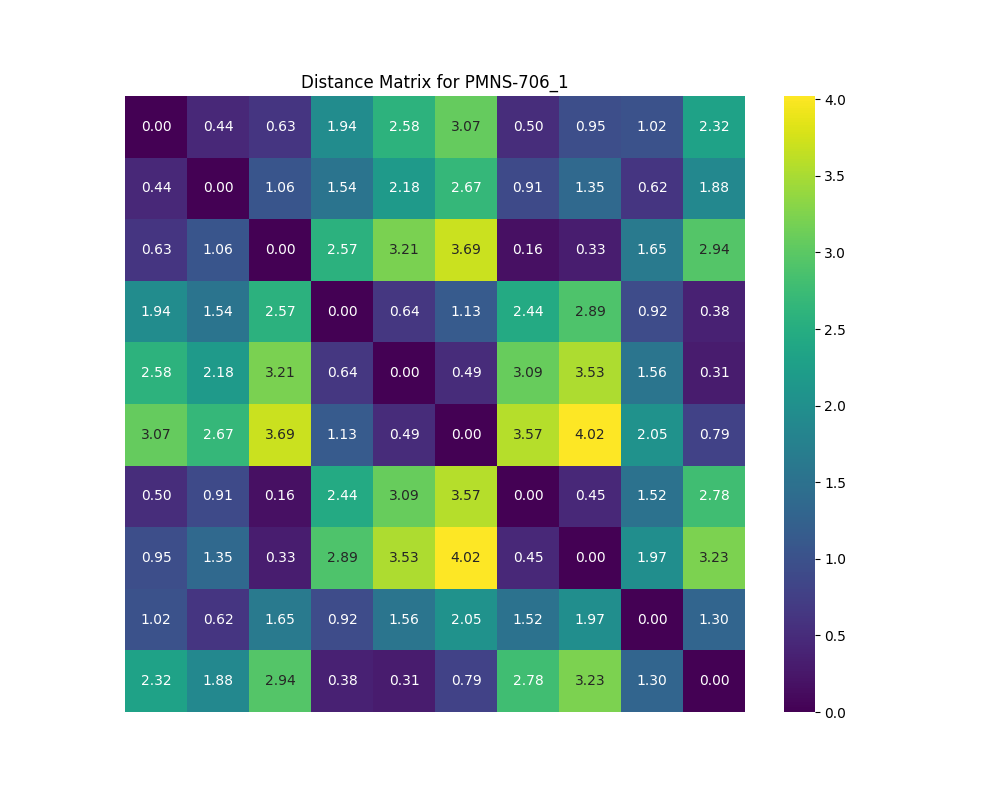 Distance Matrix for PMNS-706_1
0.00 0.44 0.63 1.94 2.58 3.07 0.50 0.95 1.02 2.32
0.44 0.00 1.06 1.54 2.18 2.67 0.91 1.35 0.62 1.88
0.63 1.06 0.00 2.57 3.21 3.69 0.16 0.33 1.65 2.94
1.94 1.54 2.57 0.00 0.64 1.13 2.44 2.89 0.92 0.38
2.58 2.18 3.21 0.64 0.00 0.49 3.09 3.53 1.56 0.31
3.07 2.67 3.69 1.13 0.49 0.00 3.57 4.02 2.05 0.79
0.50 0.91 0.16 2.44 3.09 3.57 0.00 0.45 1.52 2.78
0.95 1.35 0.33 2.89 3.53 4.02 0.45 0.00 1.97 3.23
1.02 0.62 1.65 0.92 1.56 2.05 1.52 1.97 0.00 1.30
2.32 1.88 2.94 0.38 0.31 0.79 2.78 3.23 1.30 0.00
4.0
3.5
3.0
2.5
2.0
1.5
1.0
0.5
0.0